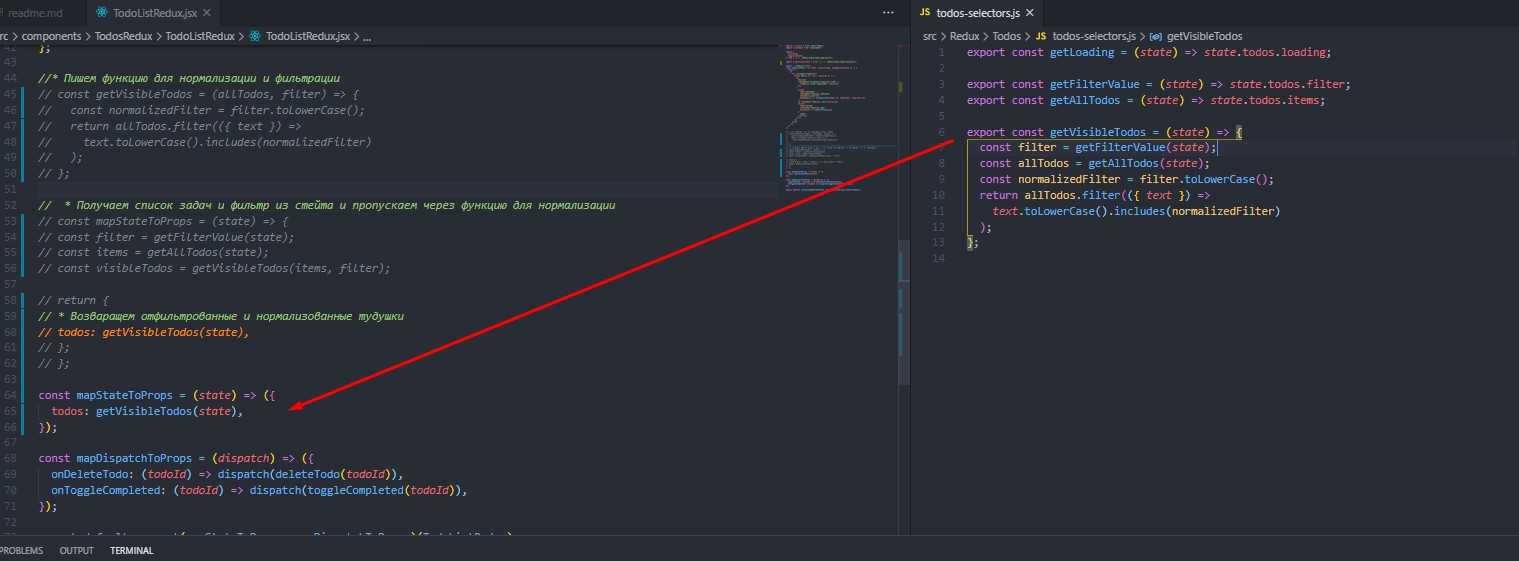 readme.md
TodoListRedux.jsx ×
...
rc > components > TodosRedux > TodoListRedux > TodoListRedux.jsx > ...
42 };
43
44 //* Пишем функцию для нормализации и фильтрации
45 // const getVisibleTodos = (allTodos, filter) => {
46 //   const normalizedFilter = filter.toLowerCase();
47 //   return allTodos.filter(({ text }) =>
48 //     text.toLowerCase().includes(normalizedFilter)
49 //   );
50 // };
51
52 //  * Получаем список задач и фильтр из стейта и пропускаем через функцию для нормализации
53 // const mapStateToProps = (state) => {
54 // const filter = getFilterValue(state);
55 // const items = getAllTodos(state);
56 // const visibleTodos = getVisibleTodos(items, filter);
57
58 // return {
59 // * Возваращем отфильтрованные и нормализованные тудушки
60 // todos: getVisibleTodos(state),
61 // };
62 // };
63
64 const mapStateToProps = (state) => ({
65   todos: getVisibleTodos(state),
66 });
67
68 const mapDispatchToProps = (dispatch) => ({
69   onDeleteTodo: (todoId) => dispatch(deleteTodo(todoId)),
70   onToggleCompleted: (todoId) => dispatch(toggleCompleted(todoId)),
71 });
72
PROBLEMS OUTPUT TERMINAL
JS todos-selectors.js ×
src > Redux > Todos > JS todos-selectors.js > getVisibleTodos
1 export const getLoading = (state) => state.todos.loading;
2
3 export const getFilterValue = (state) => state.todos.filter;
4 export const getAllTodos = (state) => state.todos.items;
5
6 export const getVisibleTodos = (state) => {
7   const filter = getFilterValue(state);
8   const allTodos = getAllTodos(state);
9   const normalizedFilter = filter.toLowerCase();
10   return allTodos.filter(({ text }) =>
11     text.toLowerCase().includes(normalizedFilter)
12   );
13 };
14